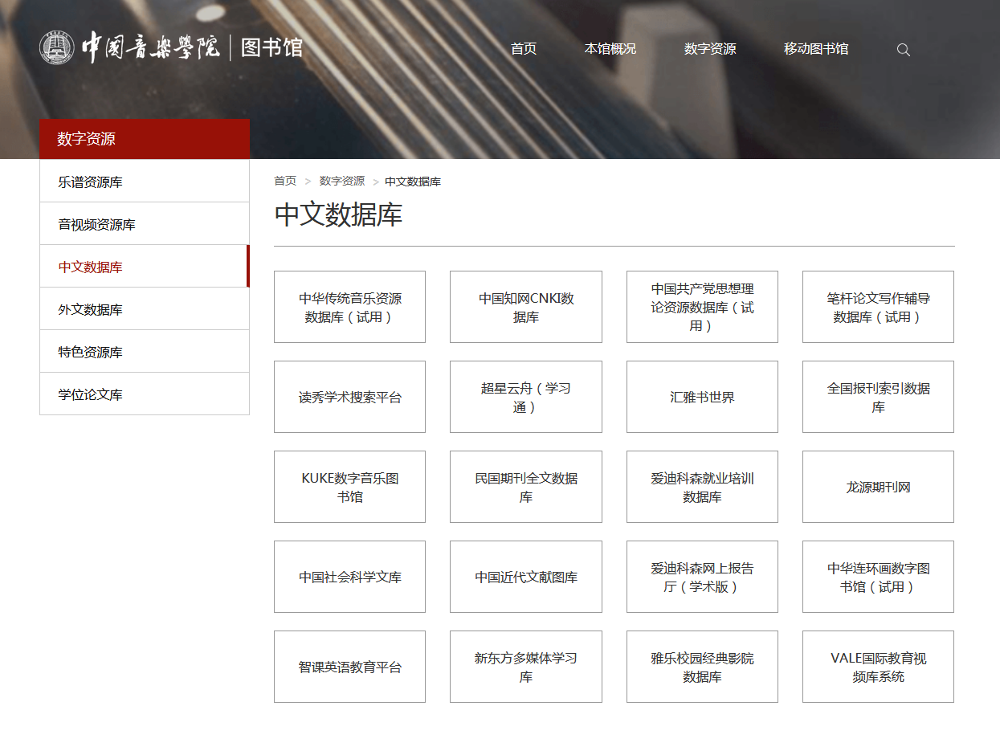 中国音乐学院 图书馆
首页 本馆概况 数字资源 移动图书馆
数字资源
乐谱资源库
音视频资源库
中文数据库
外文数据库
特色资源库
学位论文库
首页 > 数字资源 > 中文数据库
中文数据库
中华传统音乐资源
数据库（试用）
中国知网CNKI数
据库
中国共产党思想理
论资源数据库（试
用）
笔杆论文写作辅导
数据库（试用）
读秀学术搜索平台
超星云舟（学习
通）
汇雅书世界
全国报刊索引数据
库
KUKE数字音乐图
书馆
民国期刊全文数据
库
爱迪科森就业培训
数据库
龙源期刊网
中国社会科学文库
中国近代文献图库
爱迪科森网上报告
厅（学术版）
中华连环画数字图
书馆（试用）
智课英语教育平台
新东方多媒体学习
库
雅乐校园经典影院
数据库
VALE国际教育视
频库系统